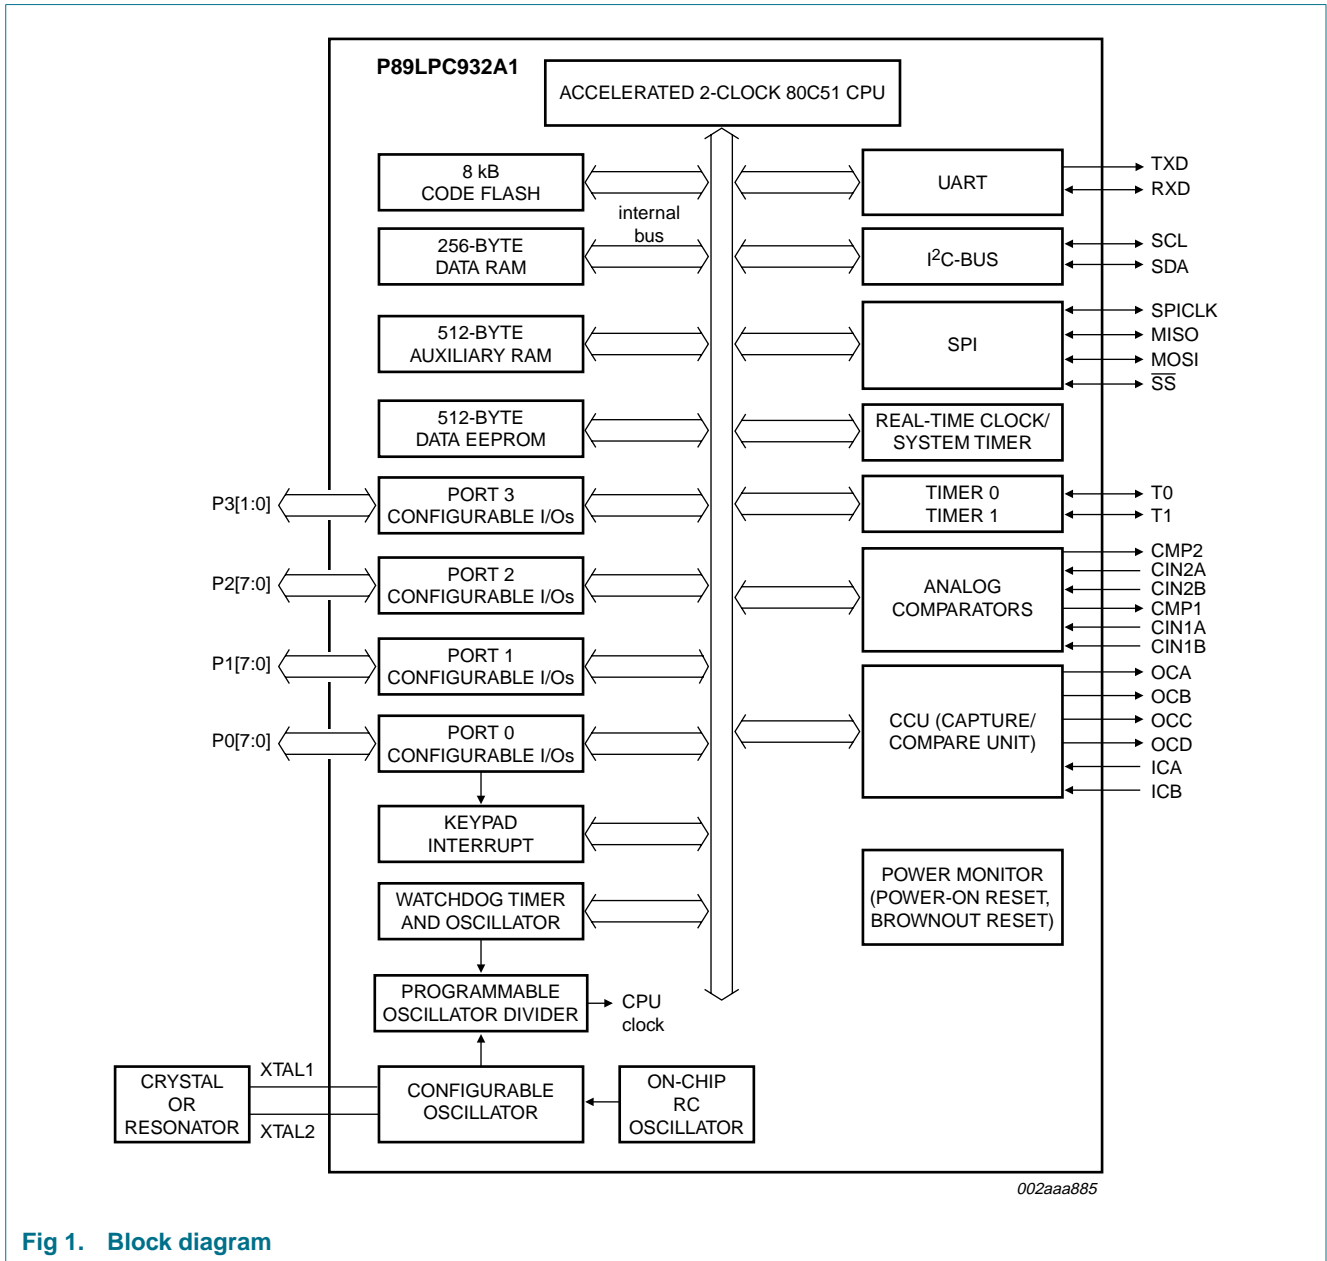 P89LPC932A1
ACCELERATED 2-CLOCK 80C51 CPU
8 kB
CODE FLASH
internal
bus
256-BYTE
DATA RAM
512-BYTE
AUXILIARY RAM
512-BYTE
DATA EEPROM
P3[1:0]
PORT 3
CONFIGURABLE I/Os
P2[7:0]
PORT 2
CONFIGURABLE I/Os
P1[7:0]
PORT 1
CONFIGURABLE I/Os
P0[7:0]
PORT 0
CONFIGURABLE I/Os
KEYPAD
INTERRUPT
WATCHDOG TIMER
AND OSCILLATOR
PROGRAMMABLE
OSCILLATOR DIVIDER
CPU
clock
CRYSTAL
OR
RESONATOR
XTAL1
XTAL2
CONFIGURABLE
OSCILLATOR
ON-CHIP
RC
OSCILLATOR
UART
TXD
RXD
I²C-BUS
SCL
SDA
SPI
SPICLK
MISO
MOSI
S̅S̅
REAL-TIME CLOCK/
SYSTEM TIMER
TIMER 0
TIMER 1
T0
T1
ANALOG
COMPARATORS
CMP2
CIN2A
CIN2B
CMP1
CIN1A
CIN1B
CCU (CAPTURE/
COMPARE UNIT)
OCA
OCB
OCC
OCD
ICA
ICB
POWER MONITOR
(POWER-ON RESET,
BROWNOUT RESET)
002aaa885
Fig 1. Block diagram